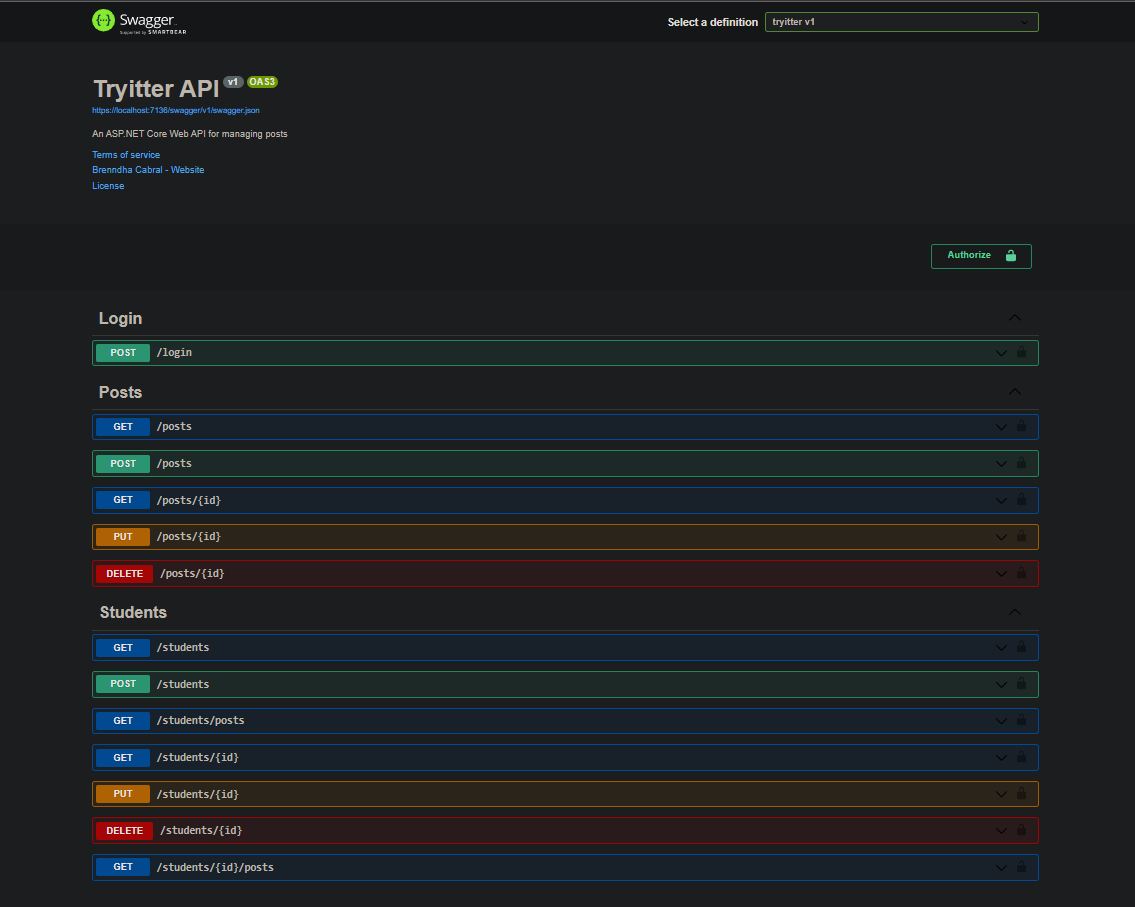 Swagger
Supported by SMARTBEAR
Select a definition
tryitter v1
Tryitter API v1 OAS3
https://localhost:7136/swagger/v1/swagger.json
An ASP.NET Core Web API for managing posts
Terms of service
Brenndha Cabral - Website
License
Authorize
Login
POST /login
Posts
GET /posts
POST /posts
GET /posts/{id}
PUT /posts/{id}
DELETE /posts/{id}
Students
GET /students
POST /students
GET /students/posts
GET /students/{id}
PUT /students/{id}
DELETE /students/{id}
GET /students/{id}/posts